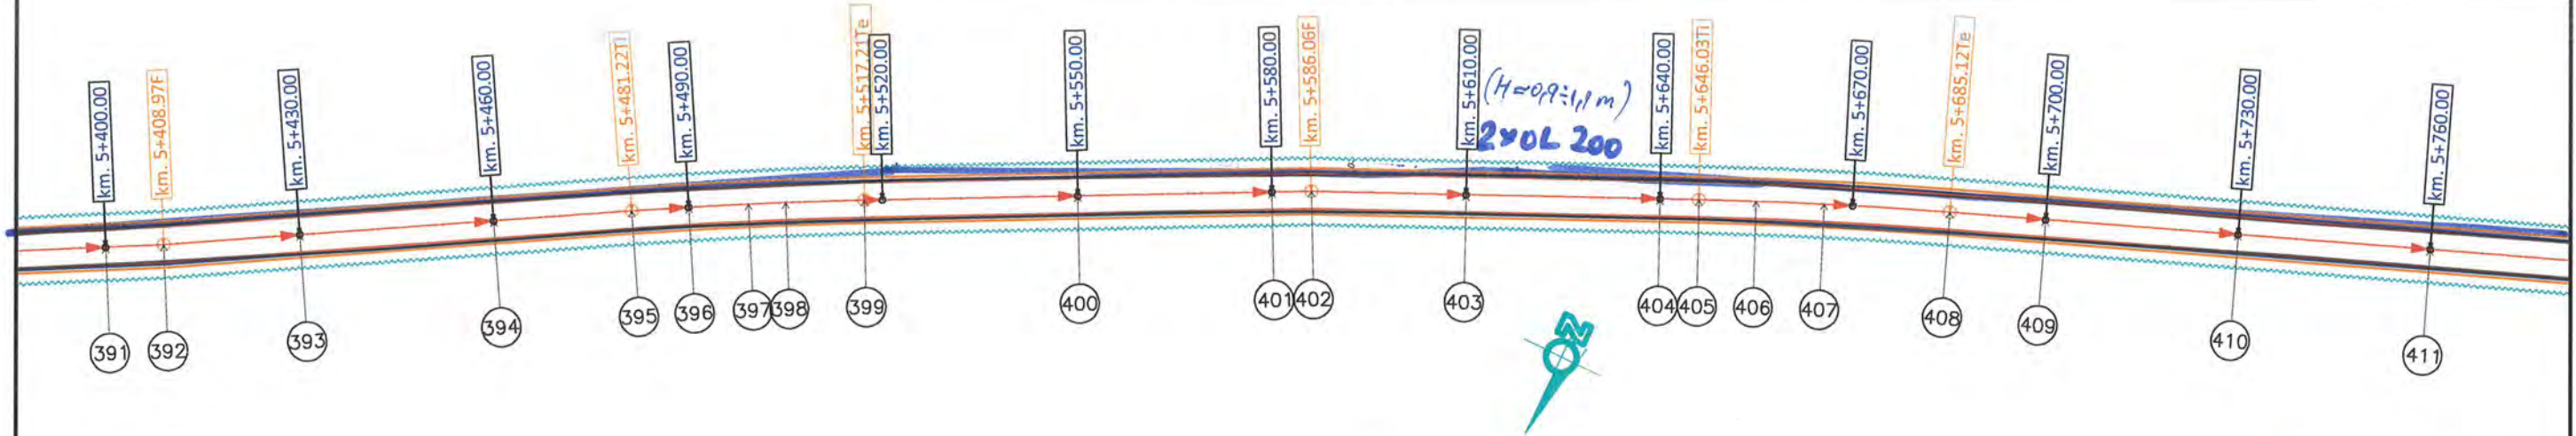 km. 5+400.00
km. 5+408.97F
km. 5+430.00
km. 5+460.00
km. 5+481.22Ti
km. 5+490.00
km. 5+517.21Te
km. 5+520.00
km. 5+550.00
km. 5+580.00
km. 5+586.06F
km. 5+610.00
(H≈0,9÷1,1 m)
2×OL 200
km. 5+640.00
km. 5+646.03Ti
km. 5+670.00
km. 5+685.12Te
km. 5+700.00
km. 5+730.00
km. 5+760.00
391
392
393
394
395
396
397
398
399
400
401
402
403
404
405
406
407
408
409
410
411
N